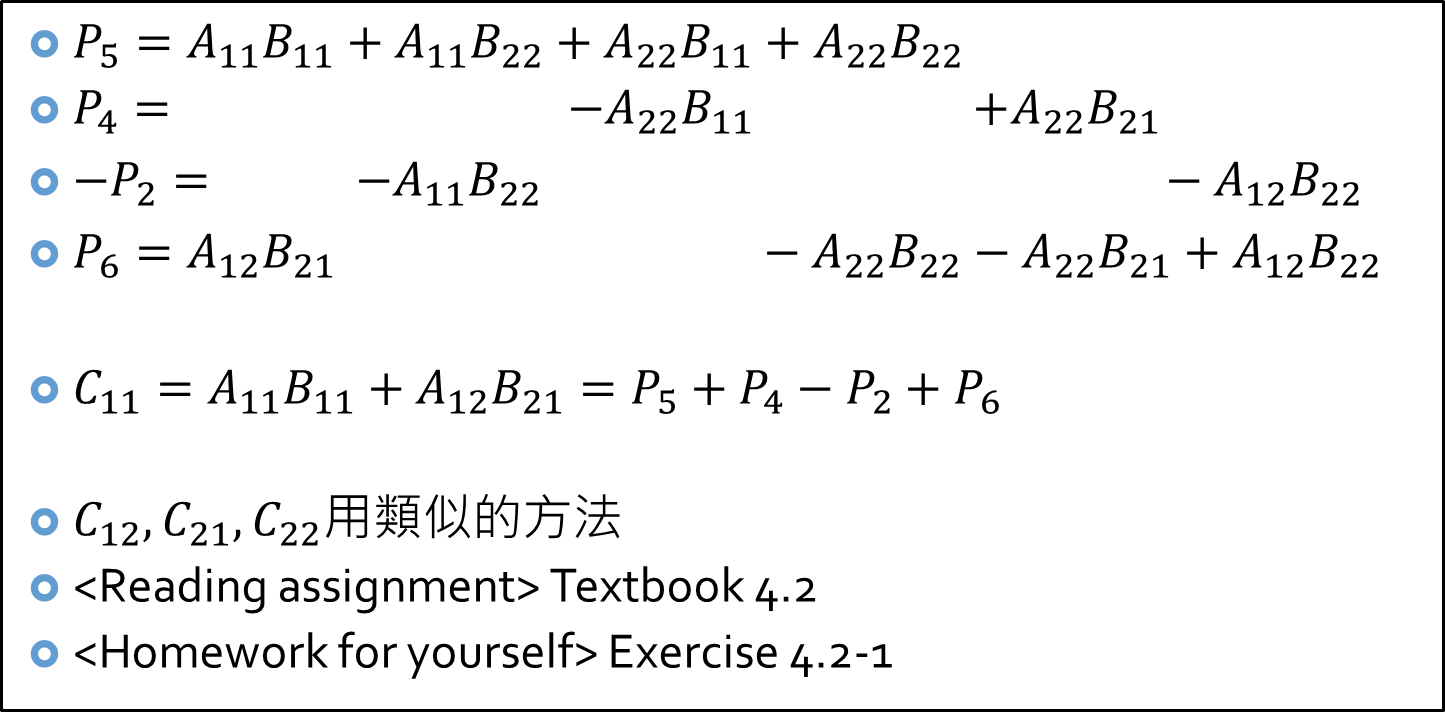 P₅ = A₁₁B₁₁ + A₁₁B₂₂ + A₂₂B₁₁ + A₂₂B₂₂
P₄ = −A₂₂B₁₁ +A₂₂B₂₁
−P₂ = −A₁₁B₂₂ − A₁₂B₂₂
P₆ = A₁₂B₂₁ − A₂₂B₂₂ − A₂₂B₂₁ + A₁₂B₂₂
C₁₁ = A₁₁B₁₁ + A₁₂B₂₁ = P₅ + P₄ − P₂ + P₆
C₁₂, C₂₁, C₂₂用類似的方法
<Reading assignment> Textbook 4.2
<Homework for yourself> Exercise 4.2-1